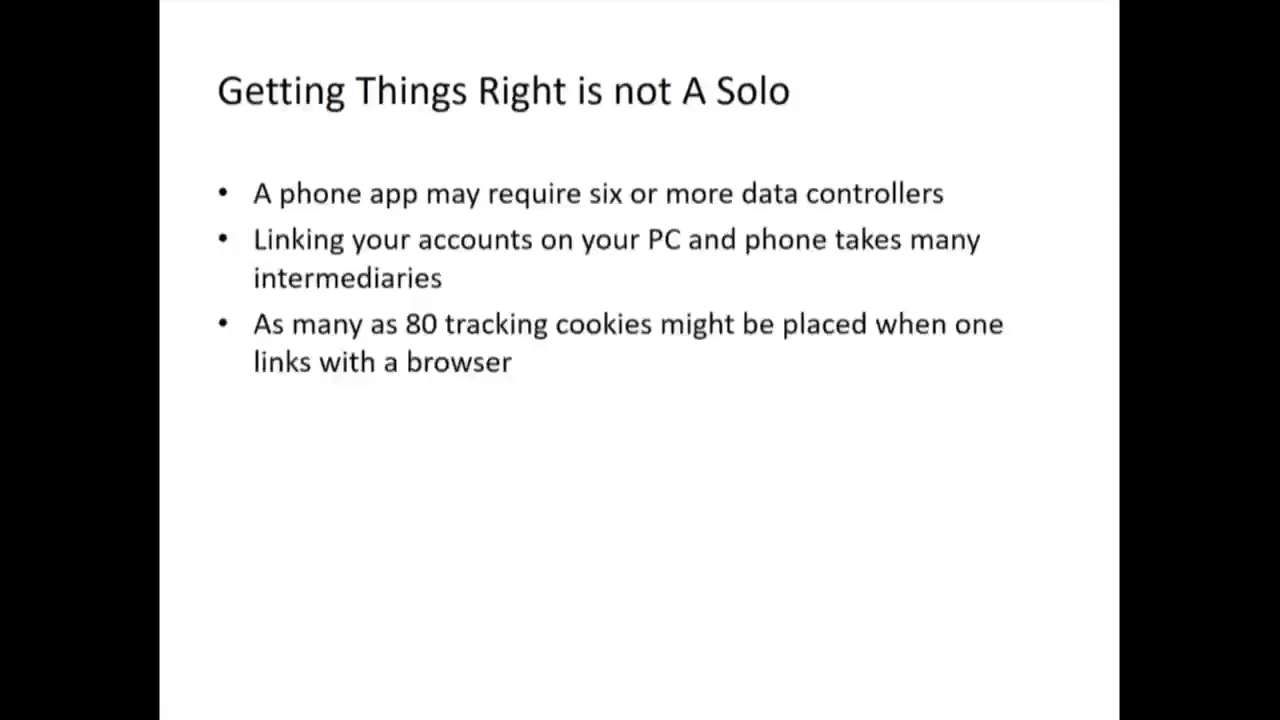 Getting Things Right is not A Solo
• A phone app may require six or more data controllers
• Linking your accounts on your PC and phone takes many
intermediaries
• As many as 80 tracking cookies might be placed when one
links with a browser